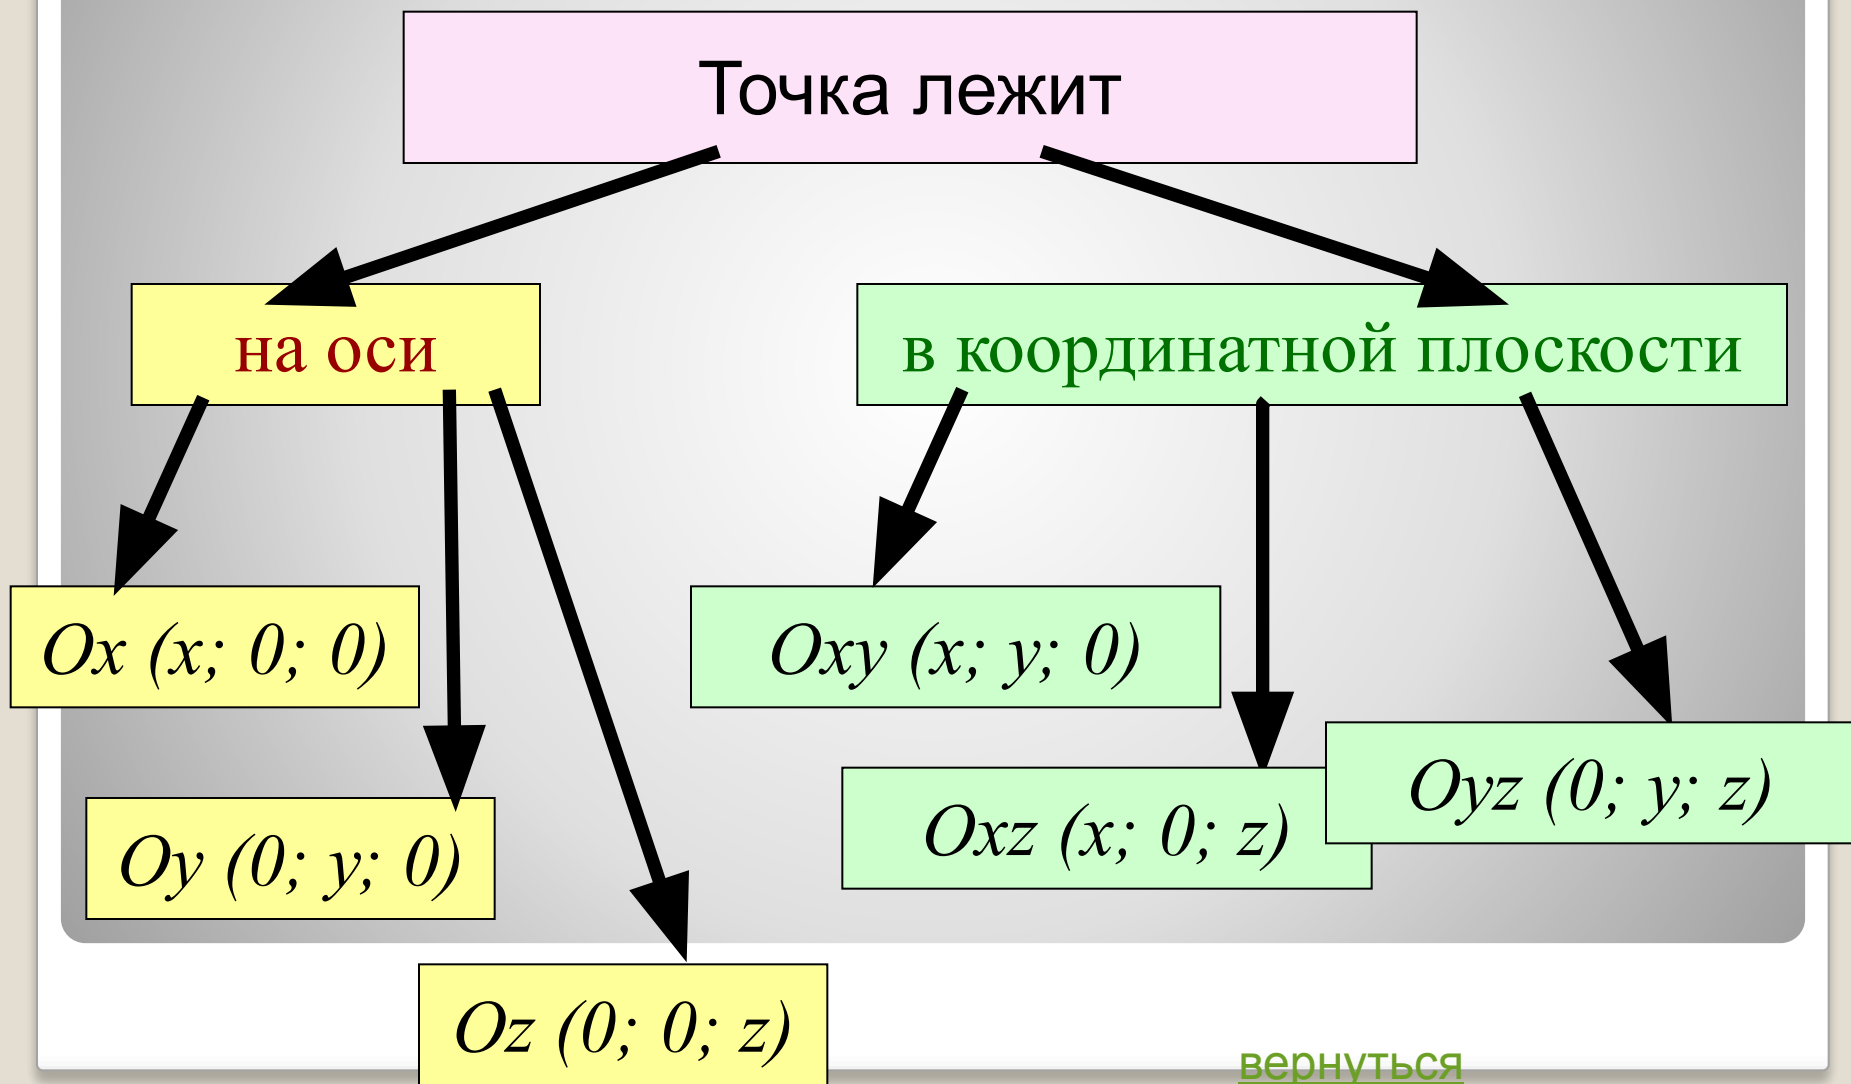 Точка лежит
на оси
в координатной плоскости
Ox (x; 0; 0)
Oxy (x; y; 0)
Oyz (0; y; z)
Oxz (x; 0; z)
Oy (0; y; 0)
Oz (0; 0; z)
вернуться